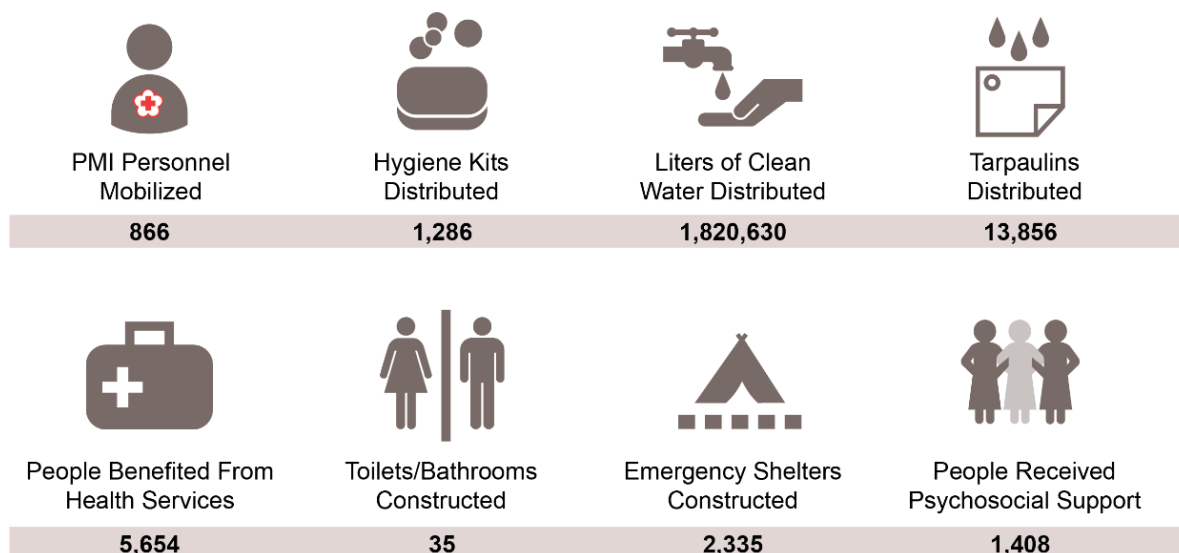 PMI Personnel
Mobilized
866
Hygiene Kits
Distributed
1,286
Liters of Clean
Water Distributed
1,820,630
Tarpaulins
Distributed
13,856
People Benefited From
Health Services
5,654
Toilets/Bathrooms
Constructed
35
Emergency Shelters
Constructed
2,335
People Received
Psychosocial Support
1,408